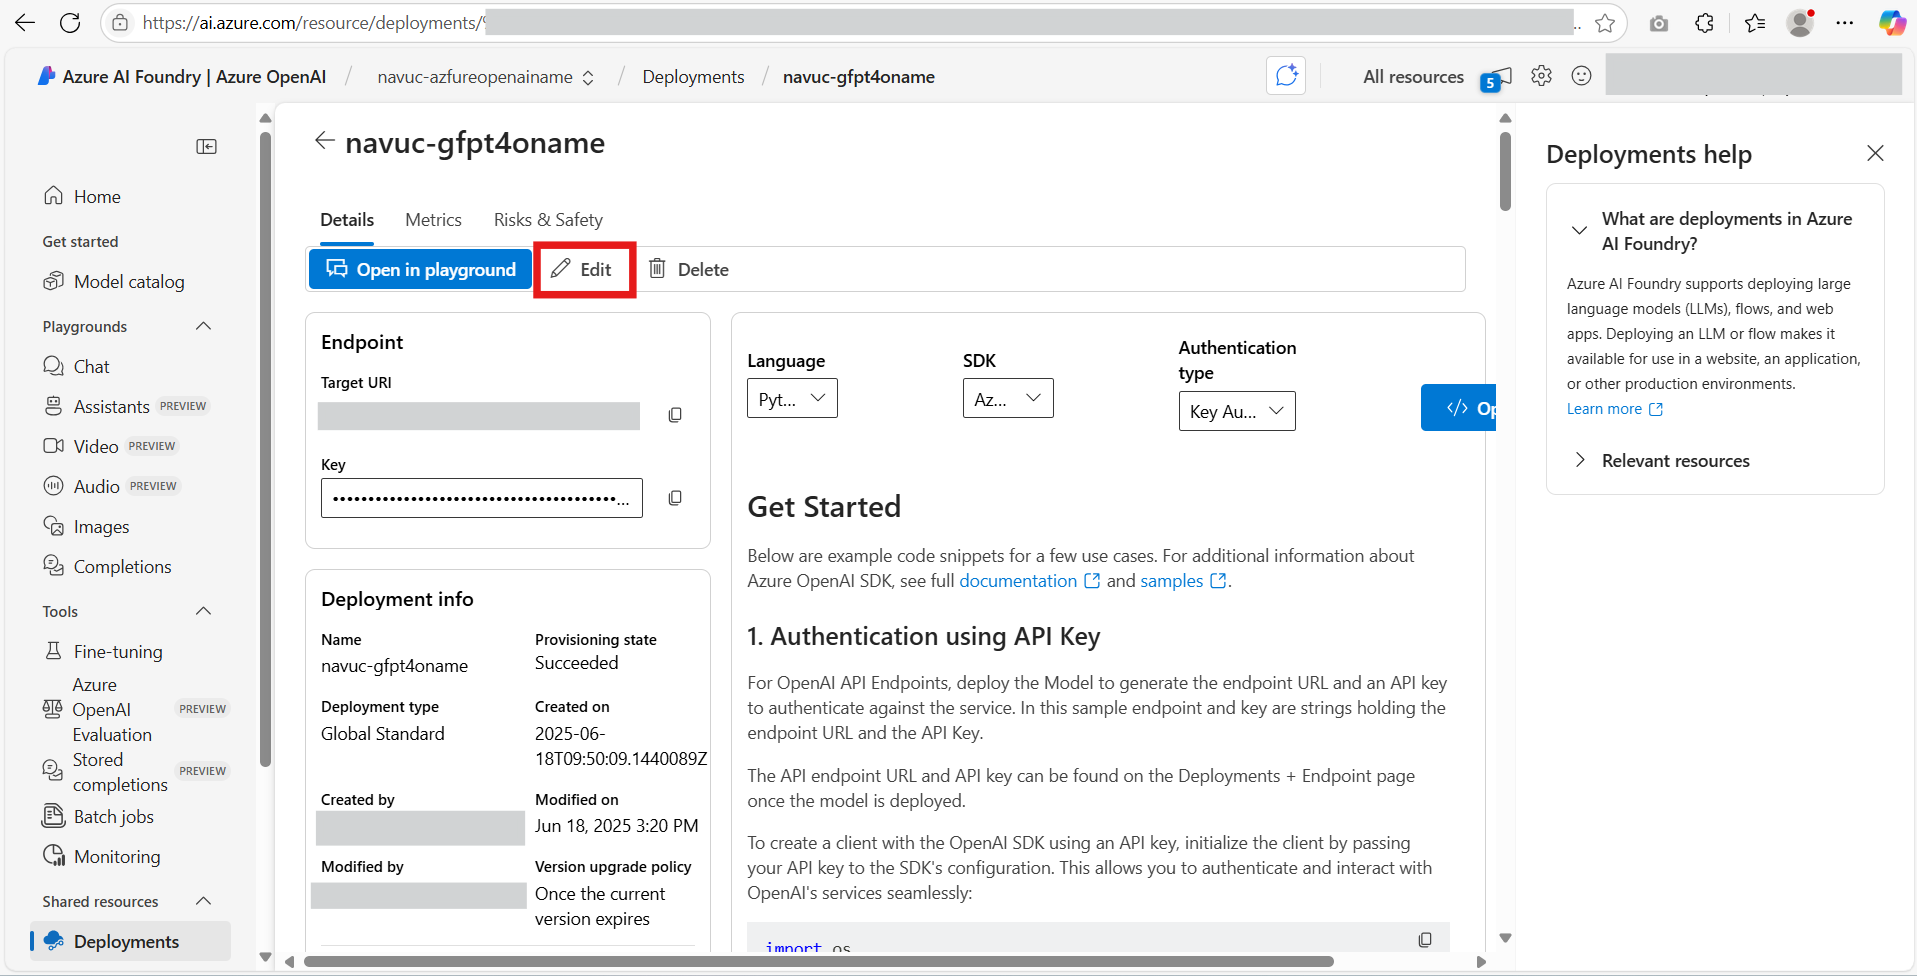 https://ai.azure.com/resource/deployments/
Azure AI Foundry | Azure OpenAI / navuc-azfureopenainame / Deployments / navuc-gfpt4oname
All resources
5
navuc-gfpt4oname
Home
Get started
Model catalog
Playgrounds
Chat
Assistants PREVIEW
Video PREVIEW
Audio PREVIEW
Images
Completions
Tools
Fine-tuning
Azure
OpenAI PREVIEW
Evaluation
Stored
completions PREVIEW
Batch jobs
Monitoring
Shared resources
Deployments
Details Metrics Risks & Safety
Open in playground Edit Delete
Endpoint
Target URI
Key
••••••••••••••••••••••••••••••••••••••••...
Deployment info
Name
navuc-gfpt4oname
Provisioning state
Succeeded
Deployment type
Global Standard
Created on
2025-06-
18T09:50:09.1440089Z
Created by
Modified on
Jun 18, 2025 3:20 PM
Modified by
Version upgrade policy
Once the current
version expires
Language
Pyt...
SDK
Az...
Authentication
type
Key Au...
</> Op
Get Started
Below are example code snippets for a few use cases. For additional information about
Azure OpenAI SDK, see full documentation and samples .
1. Authentication using API Key
For OpenAI API Endpoints, deploy the Model to generate the endpoint URL and an API key
to authenticate against the service. In this sample endpoint and key are strings holding the
endpoint URL and the API Key.
The API endpoint URL and API key can be found on the Deployments + Endpoint page
once the model is deployed.
To create a client with the OpenAI SDK using an API key, initialize the client by passing
your API key to the SDK's configuration. This allows you to authenticate and interact with
OpenAI's services seamlessly:
import os
Deployments help
What are deployments in Azure
AI Foundry?
Azure AI Foundry supports deploying large
language models (LLMs), flows, and web
apps. Deploying an LLM or flow makes it
available for use in a website, an application,
or other production environments.
Learn more
Relevant resources